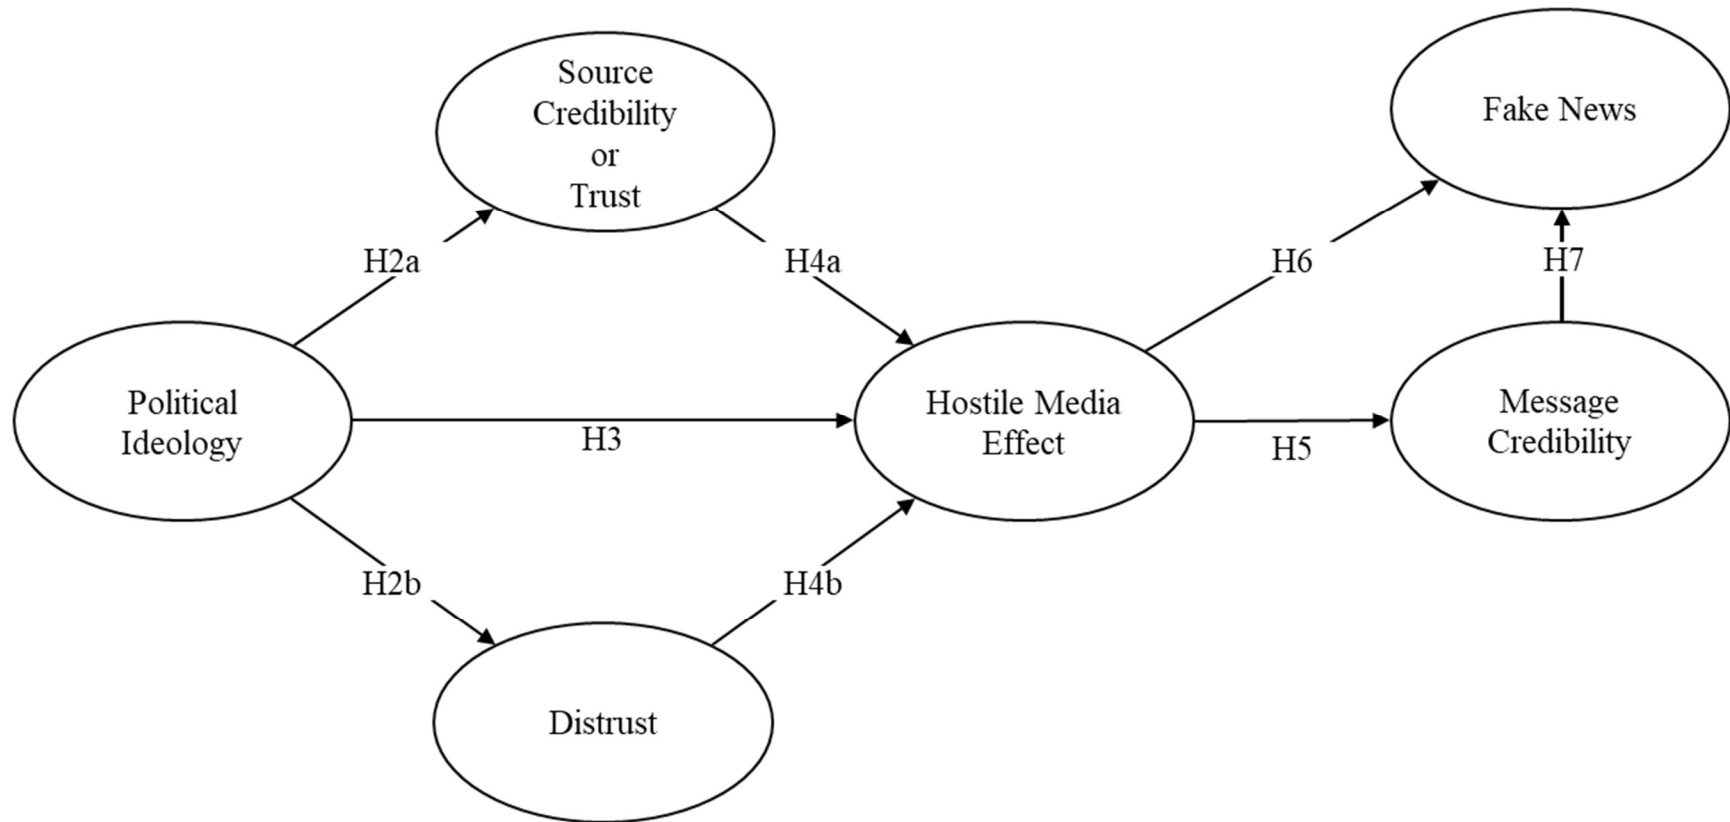 Source
Credibility
or
Trust
Fake News
H2a
H4a
H6
H7
Political
Ideology
H3
Hostile Media
Effect
H5
Message
Credibility
H2b
H4b
Distrust